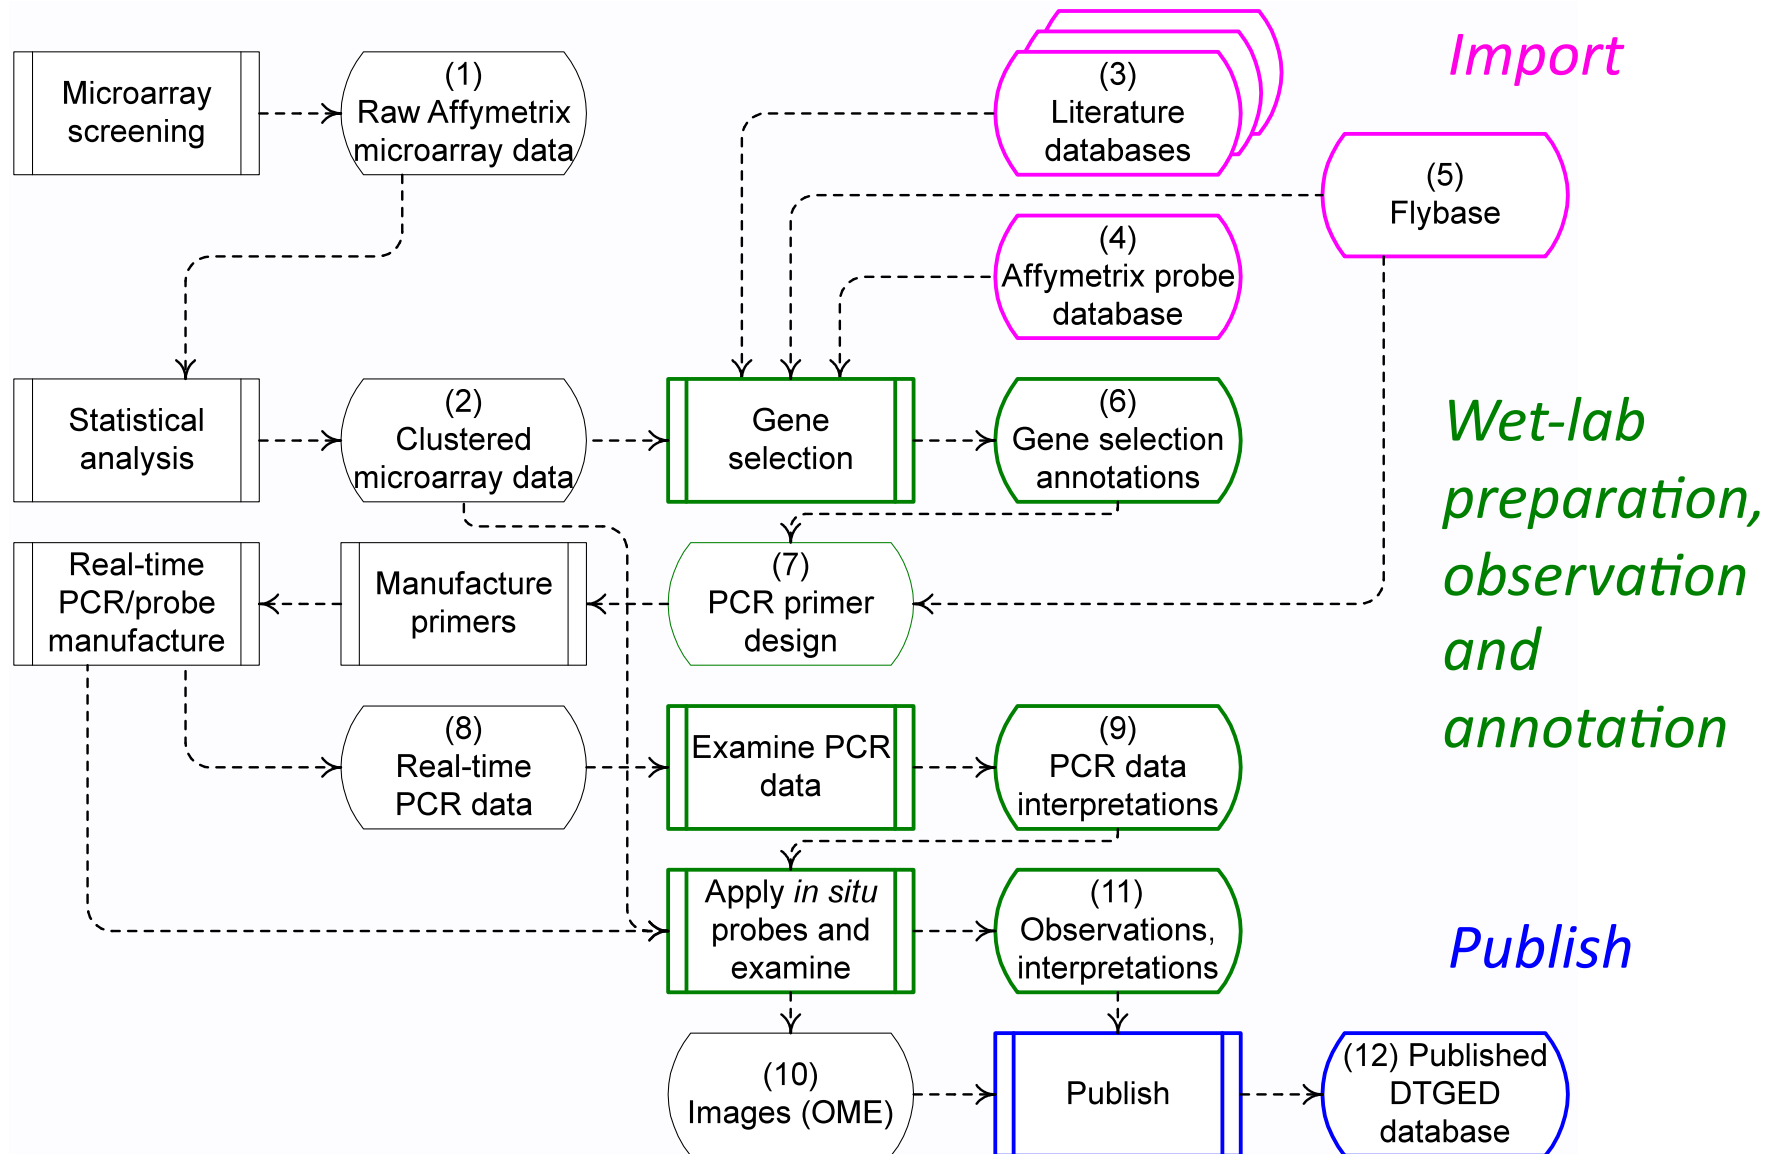 Microarray
screening
(1)
Raw Affymetrix
microarray data
(3)
Literature
databases
Import
(5)
Flybase
(4)
Affymetrix probe
database
Statistical
analysis
(2)
Clustered
microarray data
Gene
selection
(6)
Gene selection
annotations
Wet-lab
preparation,
observation
and
annotation
Real-time
PCR/probe
manufacture
Manufacture
primers
(7)
PCR primer
design
(8)
Real-time
PCR data
Examine PCR
data
(9)
PCR data
interpretations
Apply in situ
probes and
examine
(11)
Observations,
interpretations
Publish
(10)
Images (OME)
Publish
(12) Published
DTGED
database